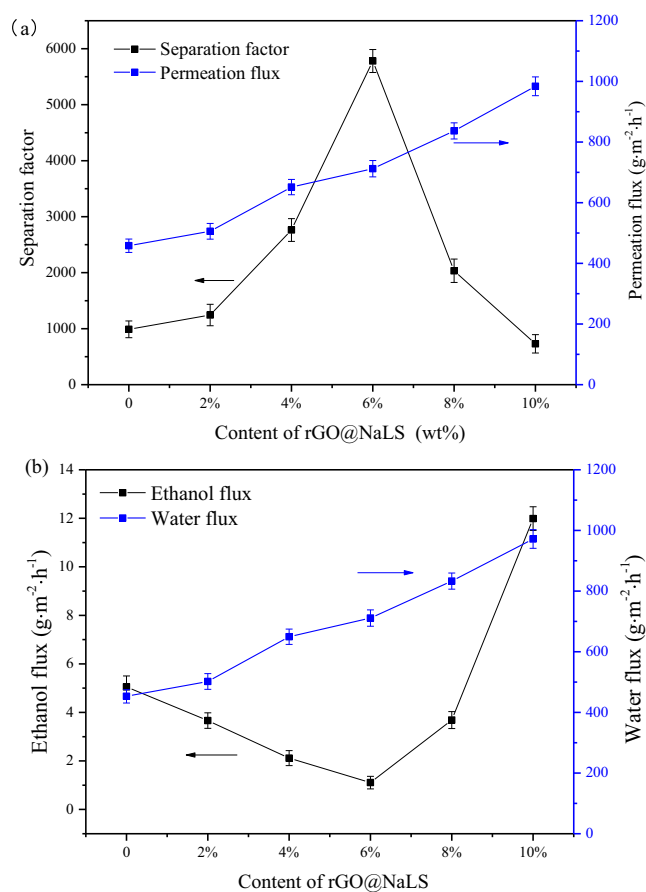 (a)
Separation factor
Permeation flux
6000
5000
4000
3000
2000
1000
0
Separation factor
1200
1000
800
600
400
200
0
Permeation flux (g·m⁻²·h⁻¹)
0 2% 4% 6% 8% 10%
Content of rGO@NaLS (wt%)
(b)
Ethanol flux
Water flux
14
12
10
8
6
4
2
0
Ethanol flux (g·m⁻²·h⁻¹)
1200
1000
800
600
400
200
0
Water flux (g·m⁻²·h⁻¹)
0 2% 4% 6% 8% 10%
Content of rGO@NaLS